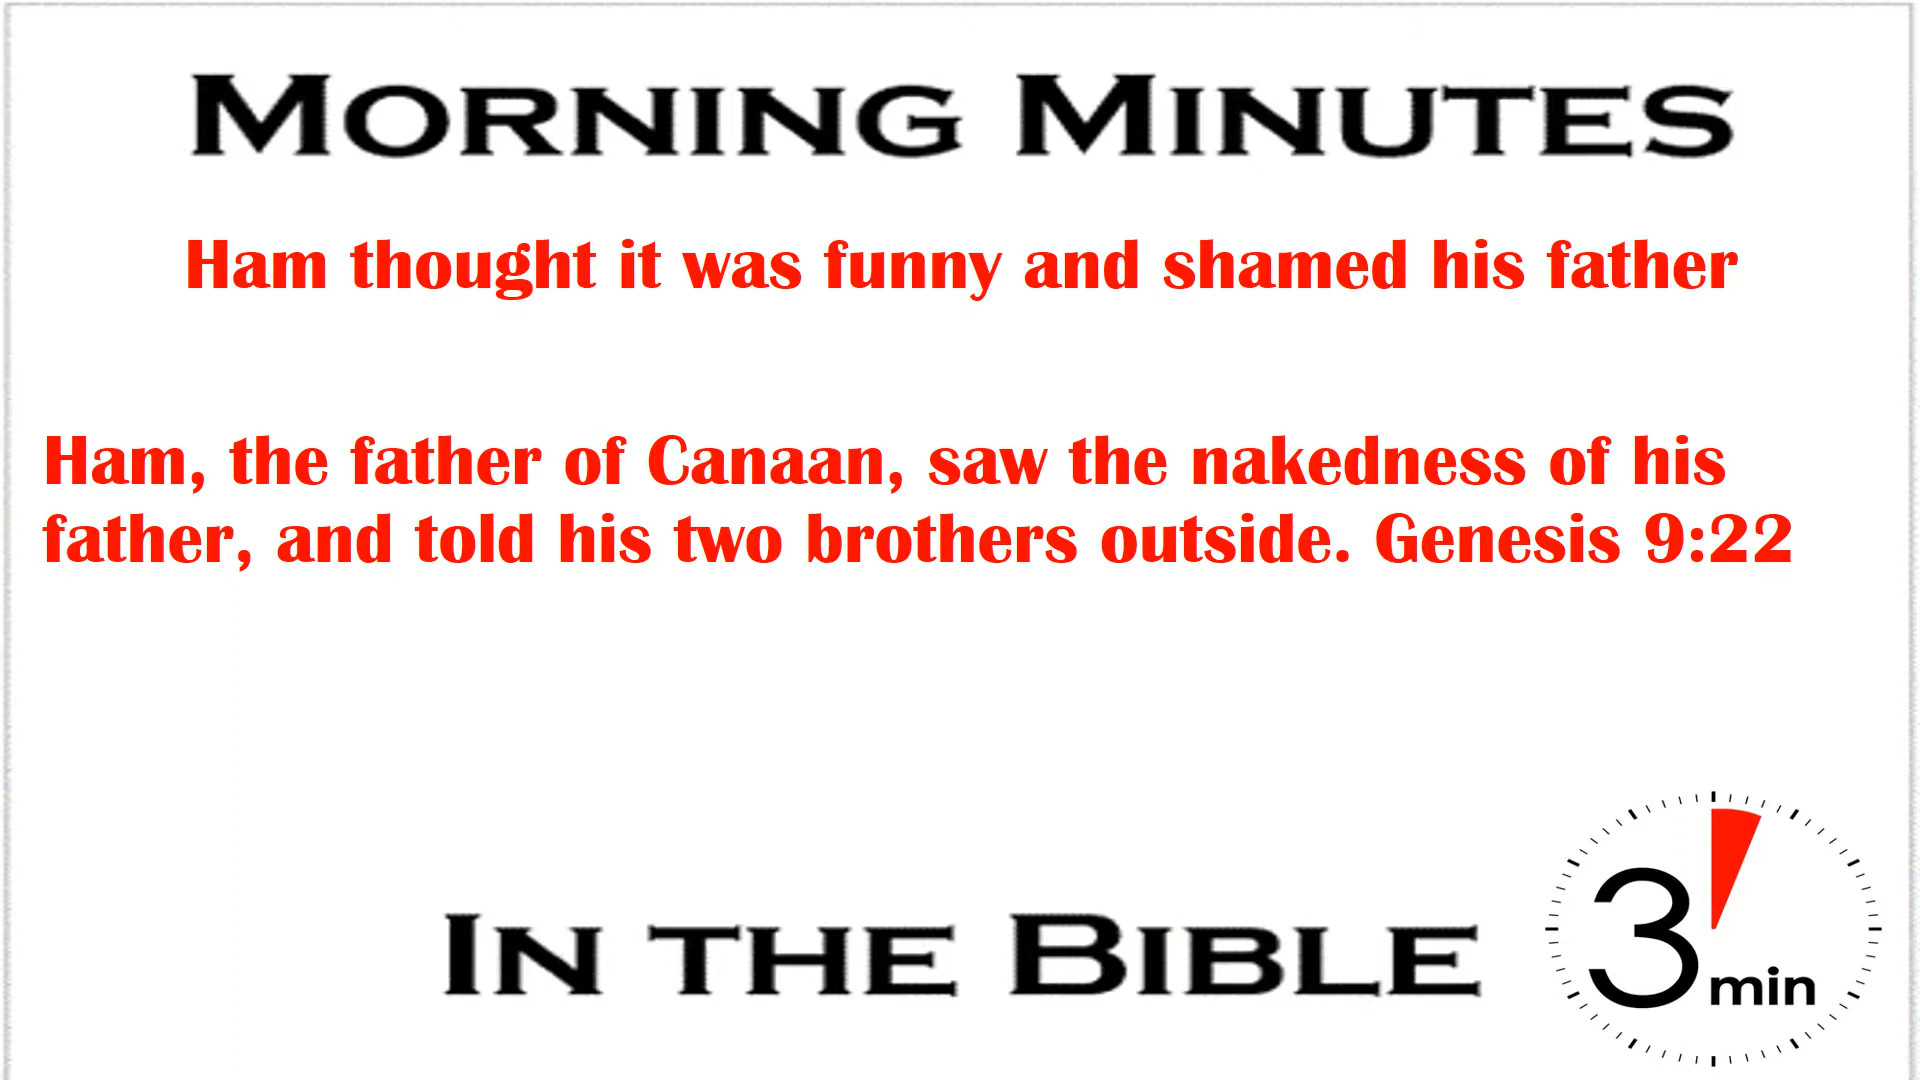 MORNING MINUTES
Ham thought it was funny and shamed his father
Ham, the father of Canaan, saw the nakedness of his
father, and told his two brothers outside. Genesis 9:22
IN THE BIBLE
3 min